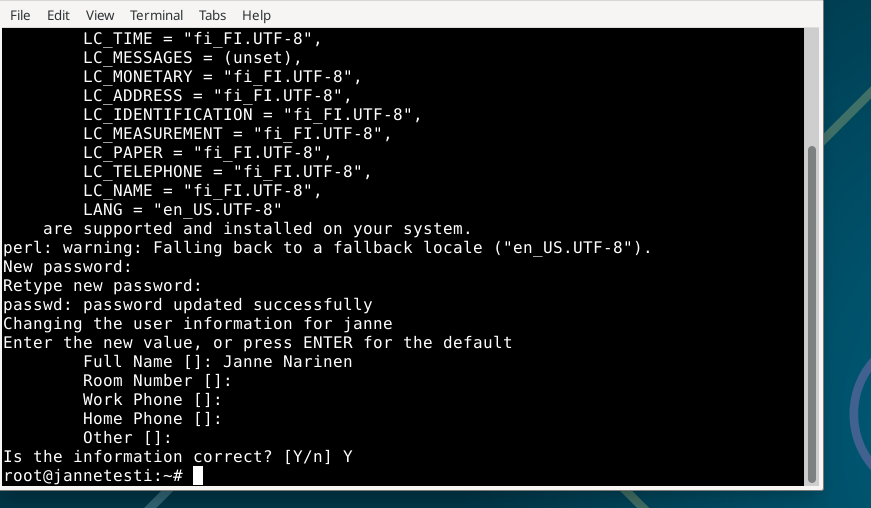 File Edit View Terminal Tabs Help
LC_TIME = "fi_FI.UTF-8",
LC_MESSAGES = (unset),
LC_MONETARY = "fi_FI.UTF-8",
LC_ADDRESS = "fi_FI.UTF-8",
LC_IDENTIFICATION = "fi_FI.UTF-8",
LC_MEASUREMENT = "fi_FI.UTF-8",
LC_PAPER = "fi_FI.UTF-8",
LC_TELEPHONE = "fi_FI.UTF-8",
LC_NAME = "fi_FI.UTF-8",
LANG = "en_US.UTF-8"
are supported and installed on your system.
perl: warning: Falling back to a fallback locale ("en_US.UTF-8").
New password:
Retype new password:
passwd: password updated successfully
Changing the user information for janne
Enter the new value, or press ENTER for the default
Full Name []: Janne Narinen
Room Number []:
Work Phone []:
Home Phone []:
Other []:
Is the information correct? [Y/n] Y
root@jannetesti:~#